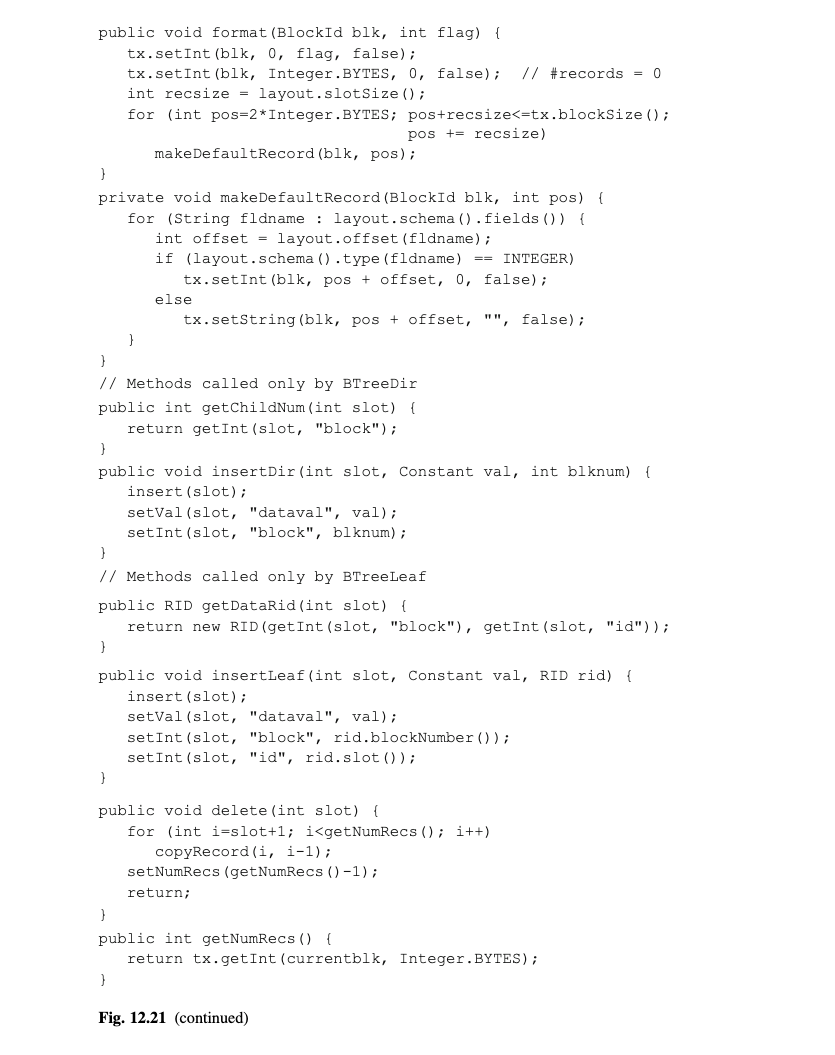 public void format(BlockId blk, int flag) {
   tx.setInt(blk, 0, flag, false);
   tx.setInt(blk, Integer.BYTES, 0, false);  // #records = 0
   int recsize = layout.slotSize();
   for (int pos=2*Integer.BYTES; pos+recsize<=tx.blockSize();
                                 pos += recsize)
      makeDefaultRecord(blk, pos);
}
private void makeDefaultRecord(BlockId blk, int pos) {
   for (String fldname : layout.schema().fields()) {
      int offset = layout.offset(fldname);
      if (layout.schema().type(fldname) == INTEGER)
         tx.setInt(blk, pos + offset, 0, false);
      else
         tx.setString(blk, pos + offset, "", false);
   }
}
// Methods called only by BTreeDir
public int getChildNum(int slot) {
   return getInt(slot, "block");
}
public void insertDir(int slot, Constant val, int blknum) {
   insert(slot);
   setVal(slot, "dataval", val);
   setInt(slot, "block", blknum);
}
// Methods called only by BTreeLeaf
public RID getDataRid(int slot) {
   return new RID(getInt(slot, "block"), getInt(slot, "id"));
}
public void insertLeaf(int slot, Constant val, RID rid) {
   insert(slot);
   setVal(slot, "dataval", val);
   setInt(slot, "block", rid.blockNumber());
   setInt(slot, "id", rid.slot());
}
public void delete(int slot) {
   for (int i=slot+1; i<getNumRecs(); i++)
      copyRecord(i, i-1);
   setNumRecs(getNumRecs()-1);
   return;
}
public int getNumRecs() {
   return tx.getInt(currentblk, Integer.BYTES);
}
Fig. 12.21 (continued)